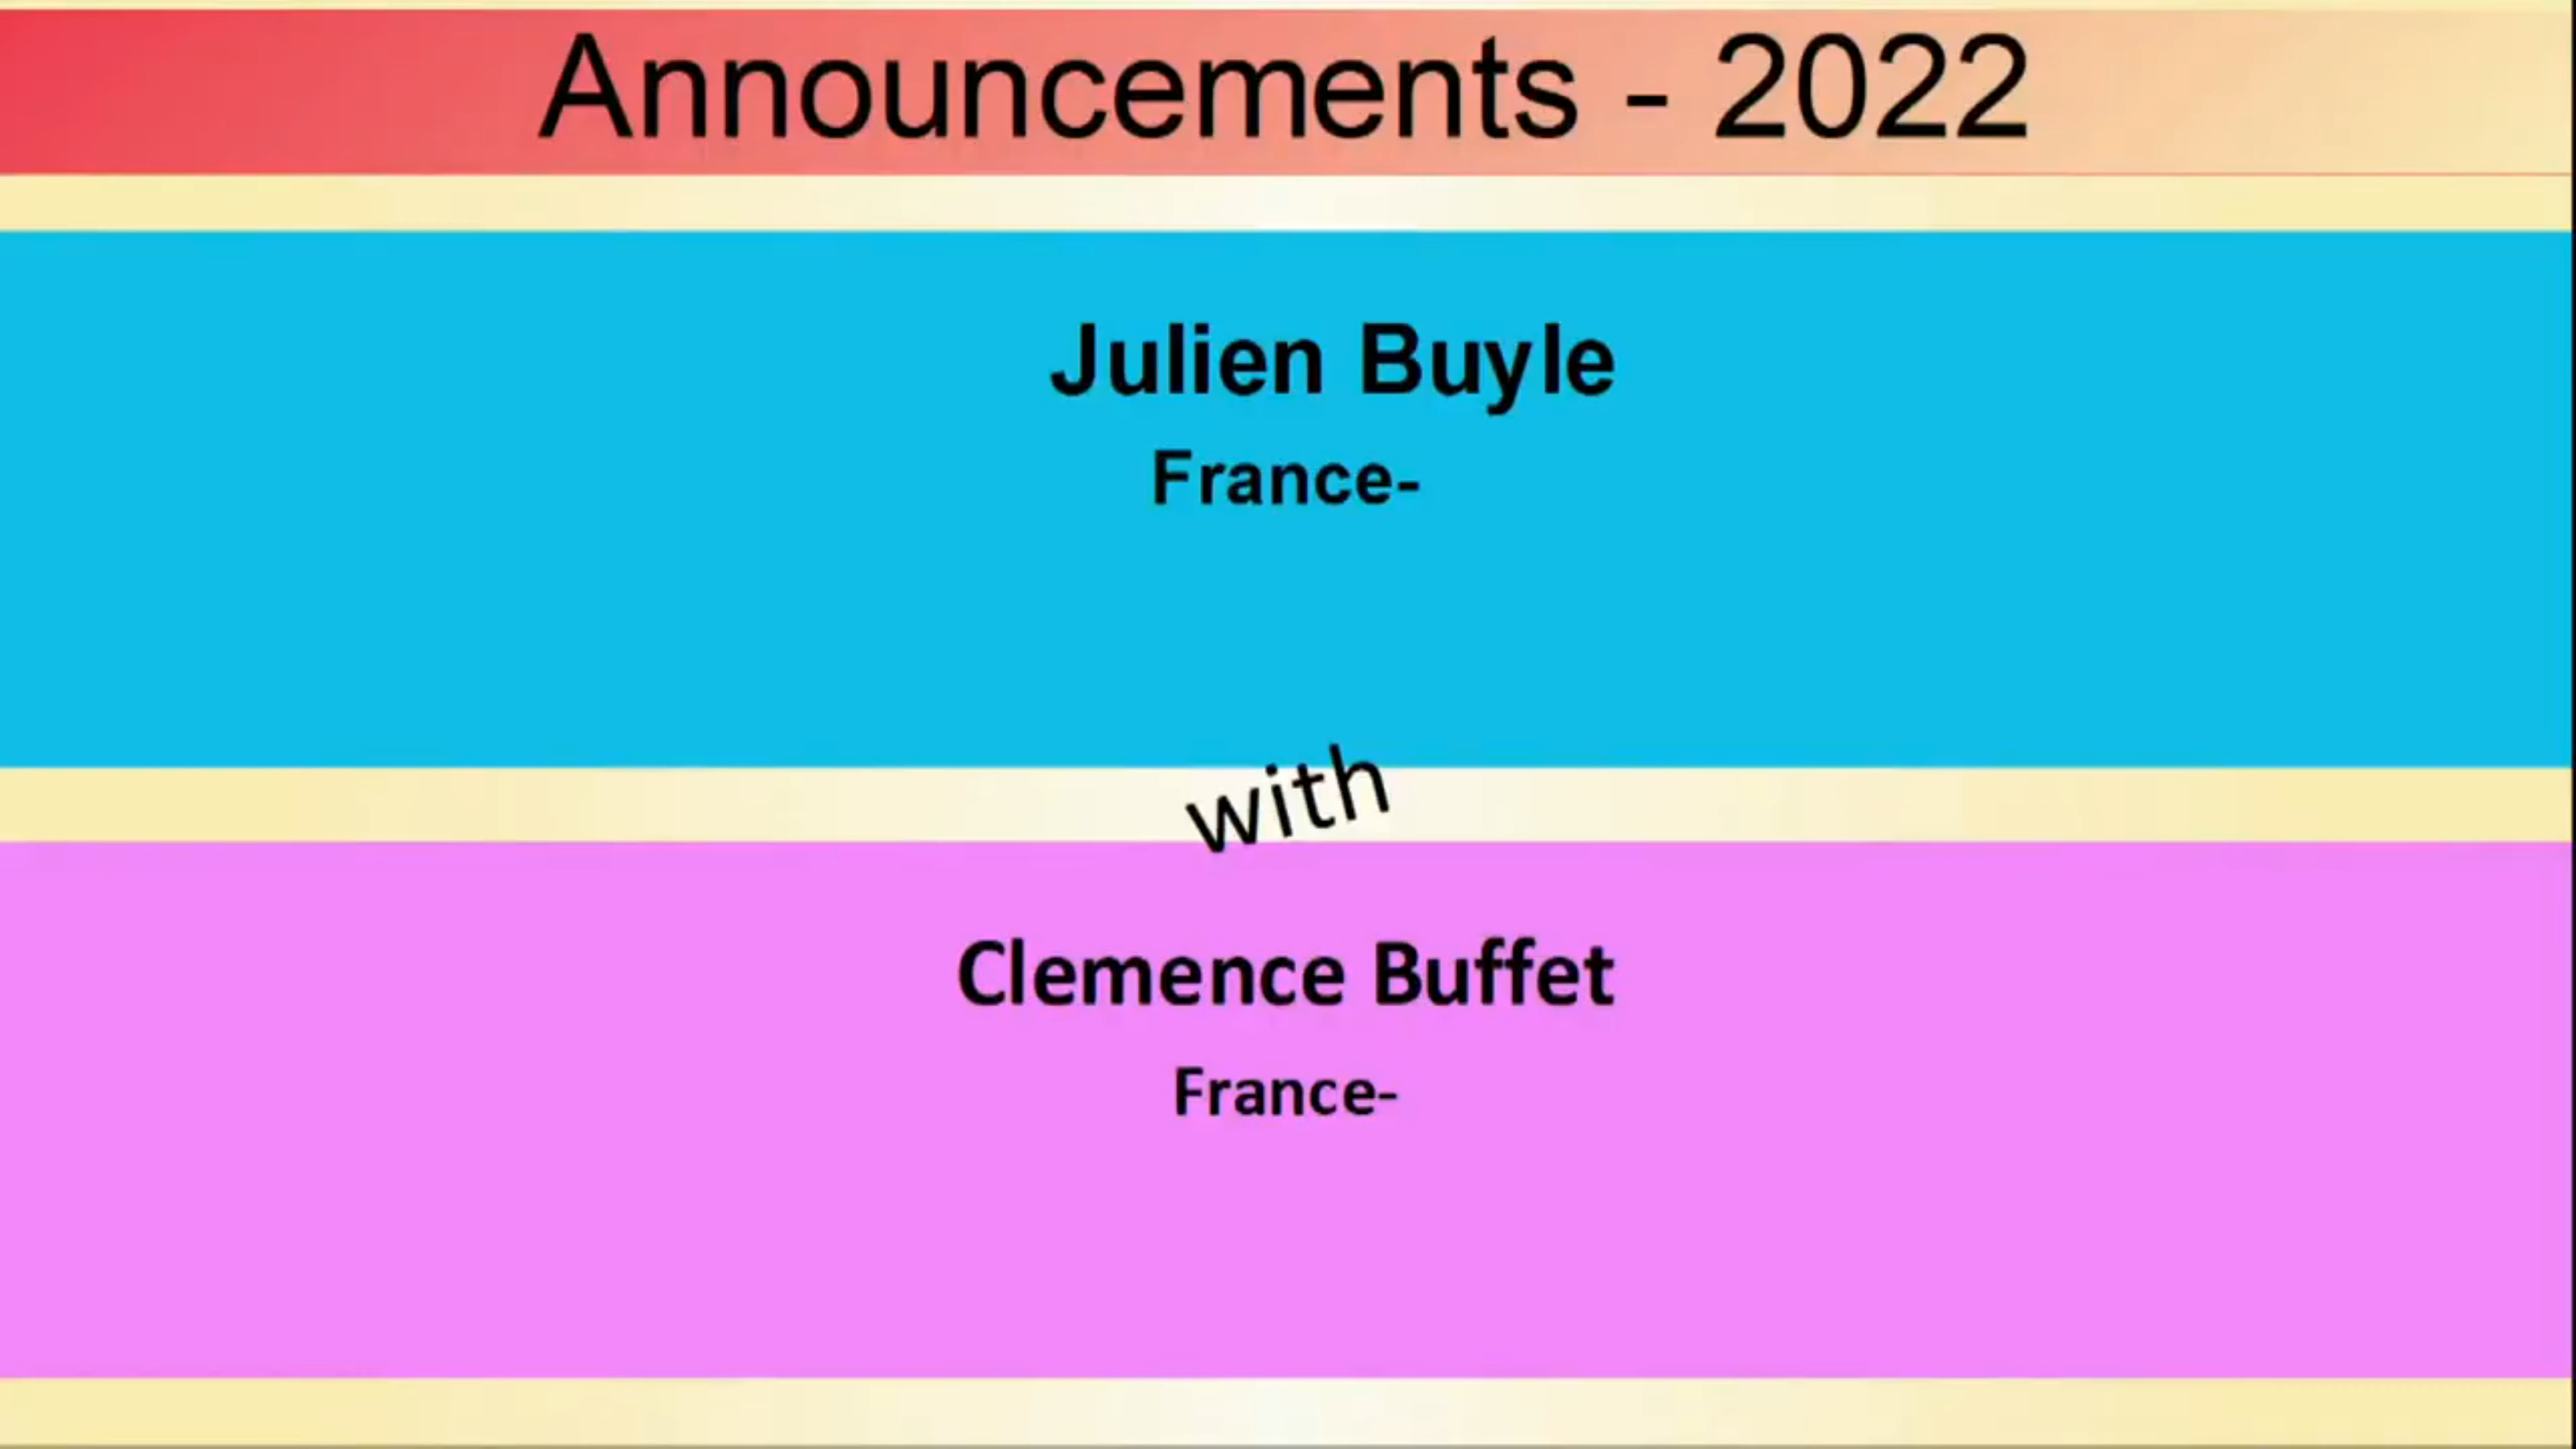 Announcements - 2022
Julien Buyle
France-
with
Clemence Buffet
France-